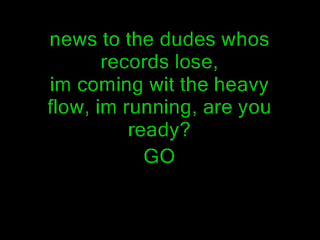 news to the dudes whos
records lose,
im coming wit the heavy
flow, im running, are you
ready?
GO